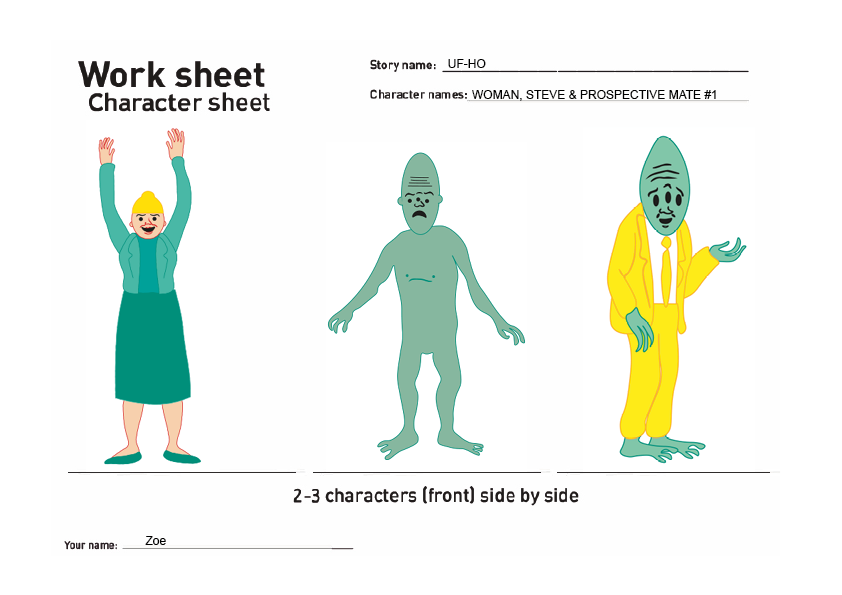 Work sheet
Character sheet
Story name: UF-HO
Character names: WOMAN, STEVE & PROSPECTIVE MATE #1
2-3 characters (front) side by side
Your name: Zoe